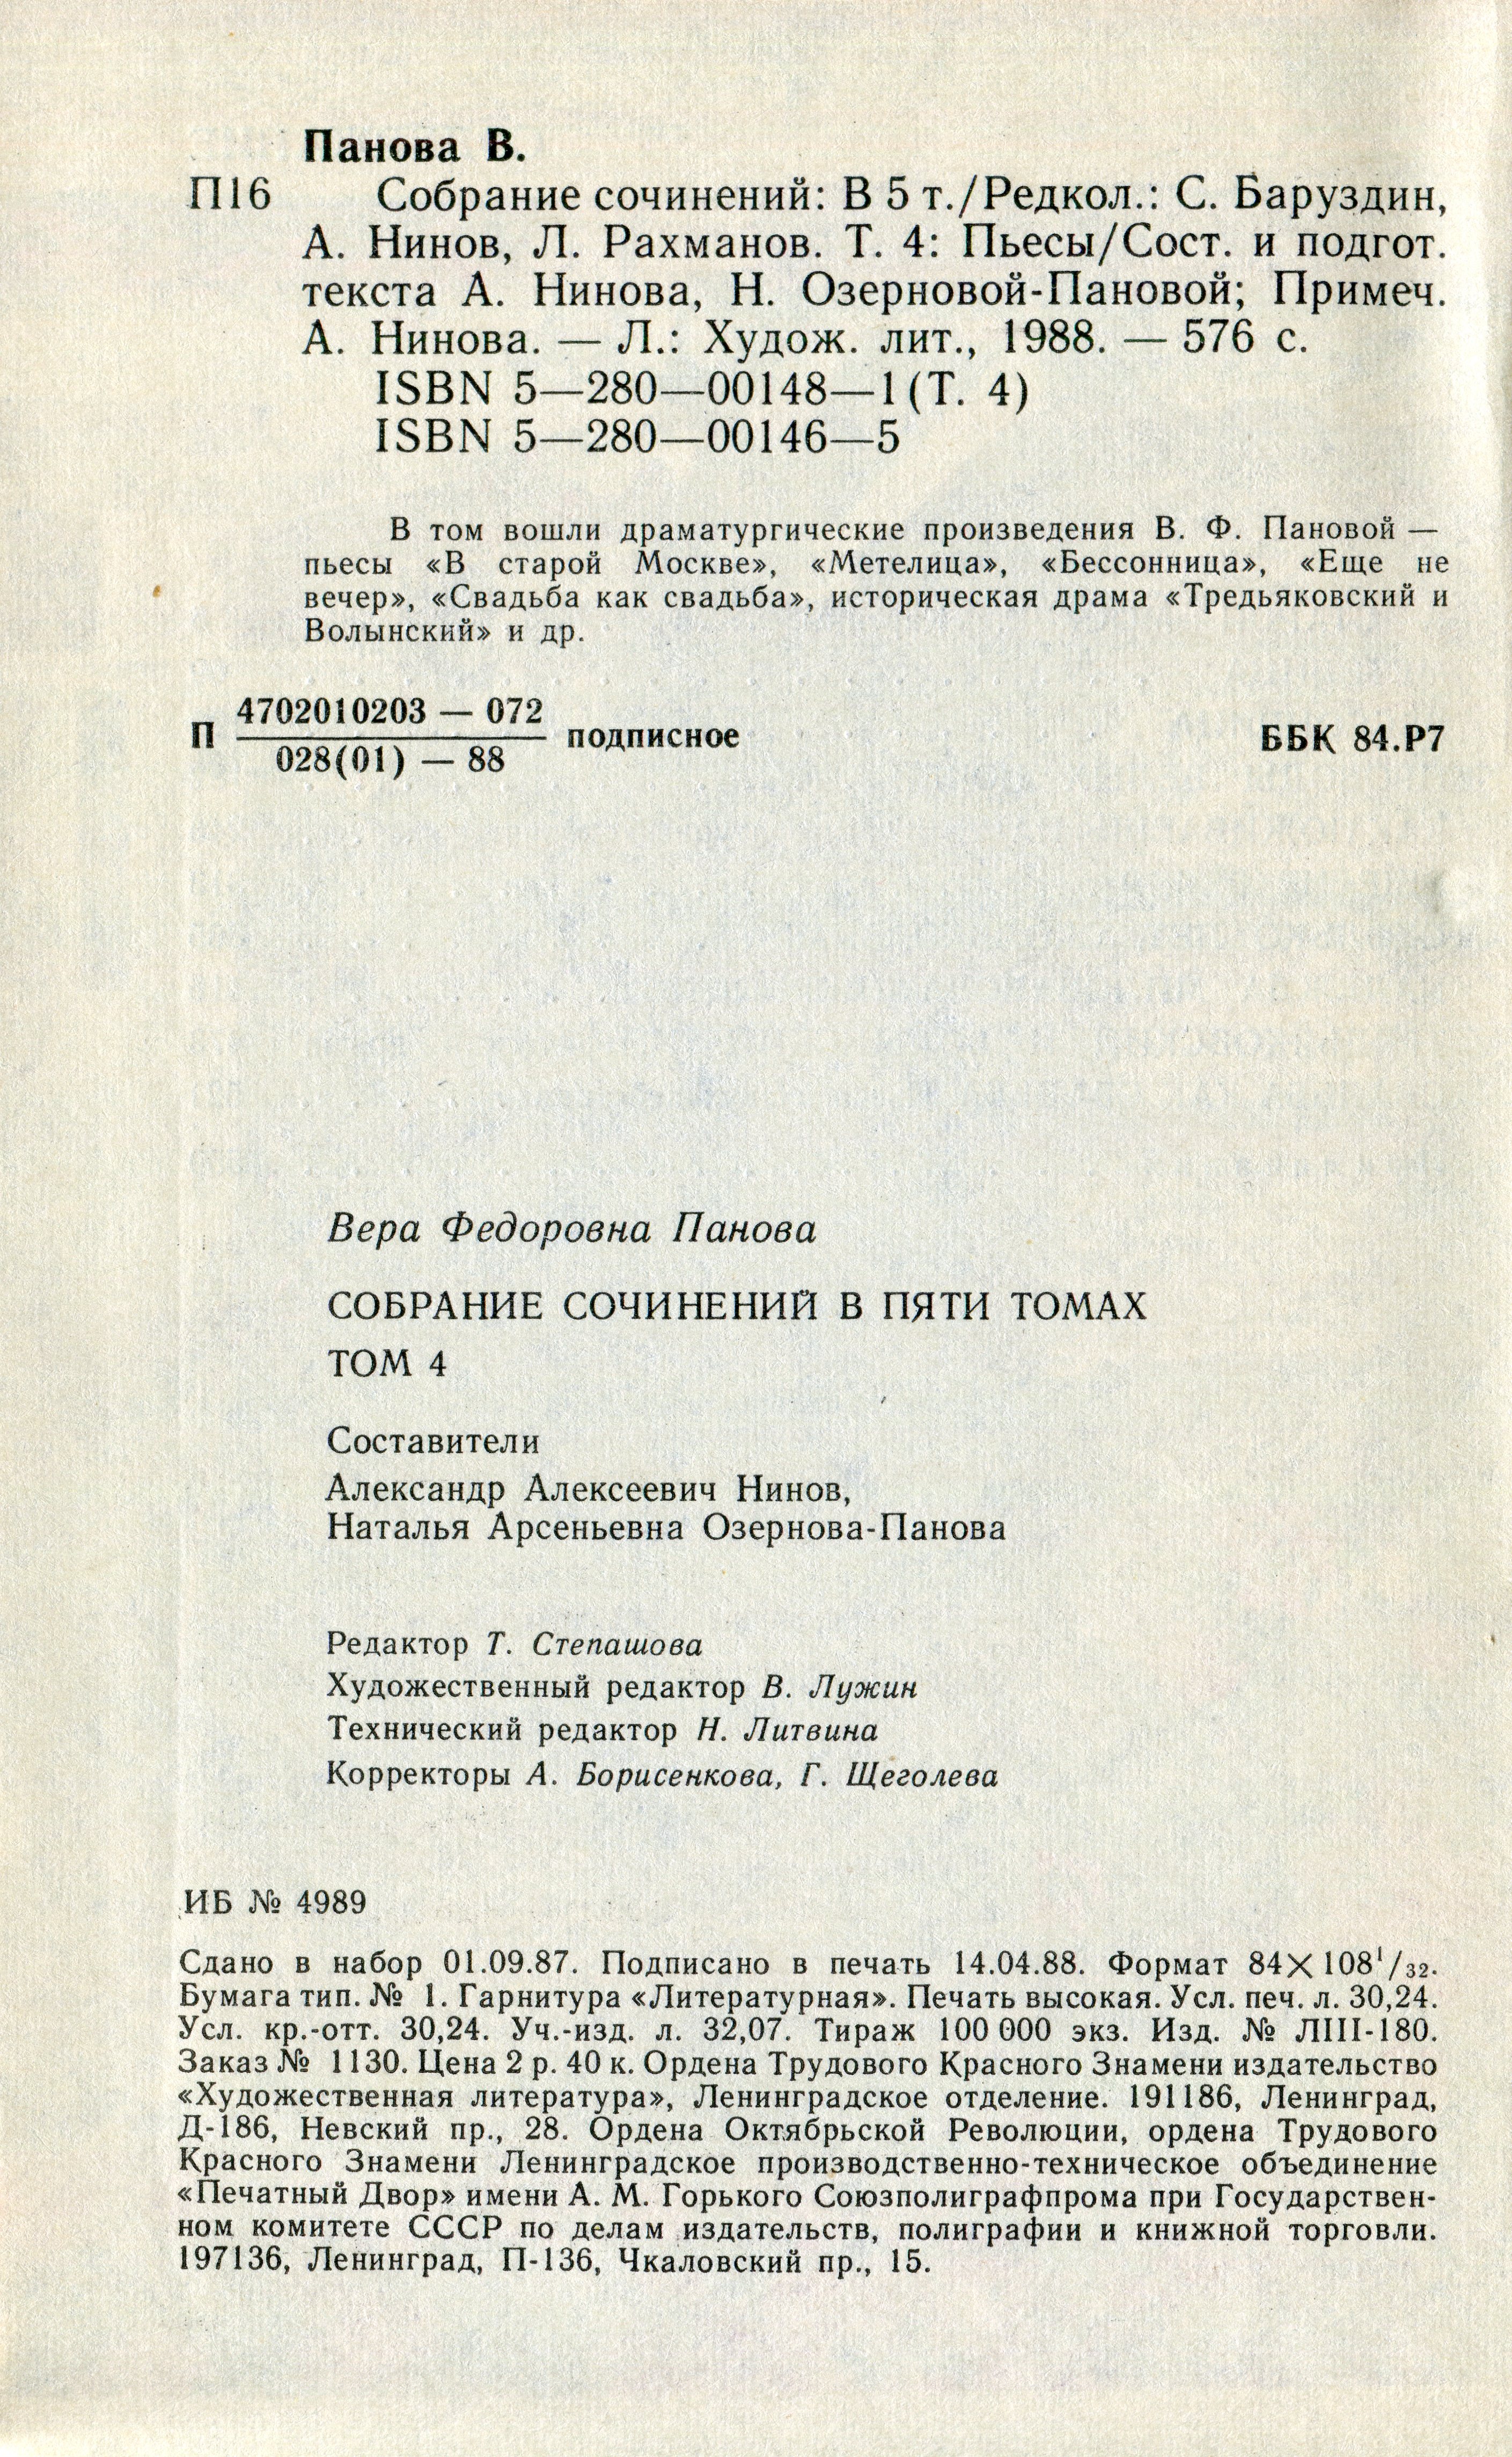 Панова В.
П16 Собрание сочинений: В 5 т./Редкол.: С. Баруздин,
А. Нинов, Л. Рахманов. Т. 4: Пьесы/Сост. и подгот.
текста А. Нинова, Н. Озерновой-Пановой; Примеч.
А. Нинова. — Л.: Худож. лит., 1988. — 576 с.
ISBN 5—280—00148—1 (Т. 4)
ISBN 5—280—00146—5
В том вошли драматургические произведения В. Ф. Пановой —
пьесы «В старой Москве», «Метелица», «Бессонница», «Еще не
вечер», «Свадьба как свадьба», историческая драма «Тредьяковский и
Волынский» и др.
4702010203 — 072
П подписное ББК 84.Р7
028(01) — 88
Вера Федоровна Панова
СОБРАНИЕ СОЧИНЕНИЙ В ПЯТИ ТОМАХ
ТОМ 4
Составители
Александр Алексеевич Нинов,
Наталья Арсеньевна Озернова-Панова
Редактор Т. Степашова
Художественный редактор В. Лужин
Технический редактор Н. Литвина
Корректоры А. Борисенкова, Г. Щеголева
ИБ № 4989
Сдано в набор 01.09.87. Подписано в печать 14.04.88. Формат 84×108¹/₃₂.
Бумага тип. № 1. Гарнитура «Литературная». Печать высокая. Усл. печ. л. 30,24.
Усл. кр.-отт. 30,24. Уч.-изд. л. 32,07. Тираж 100 000 экз. Изд. № ЛIII-180.
Заказ № 1130. Цена 2 р. 40 к. Ордена Трудового Красного Знамени издательство
«Художественная литература», Ленинградское отделение. 191186, Ленинград,
Д-186, Невский пр., 28. Ордена Октябрьской Революции, ордена Трудового
Красного Знамени Ленинградское производственно-техническое объединение
«Печатный Двор» имени А. М. Горького Союзполиграфпрома при Государствен-
ном комитете СССР по делам издательств, полиграфии и книжной торговли.
197136, Ленинград, П-136, Чкаловский пр., 15.